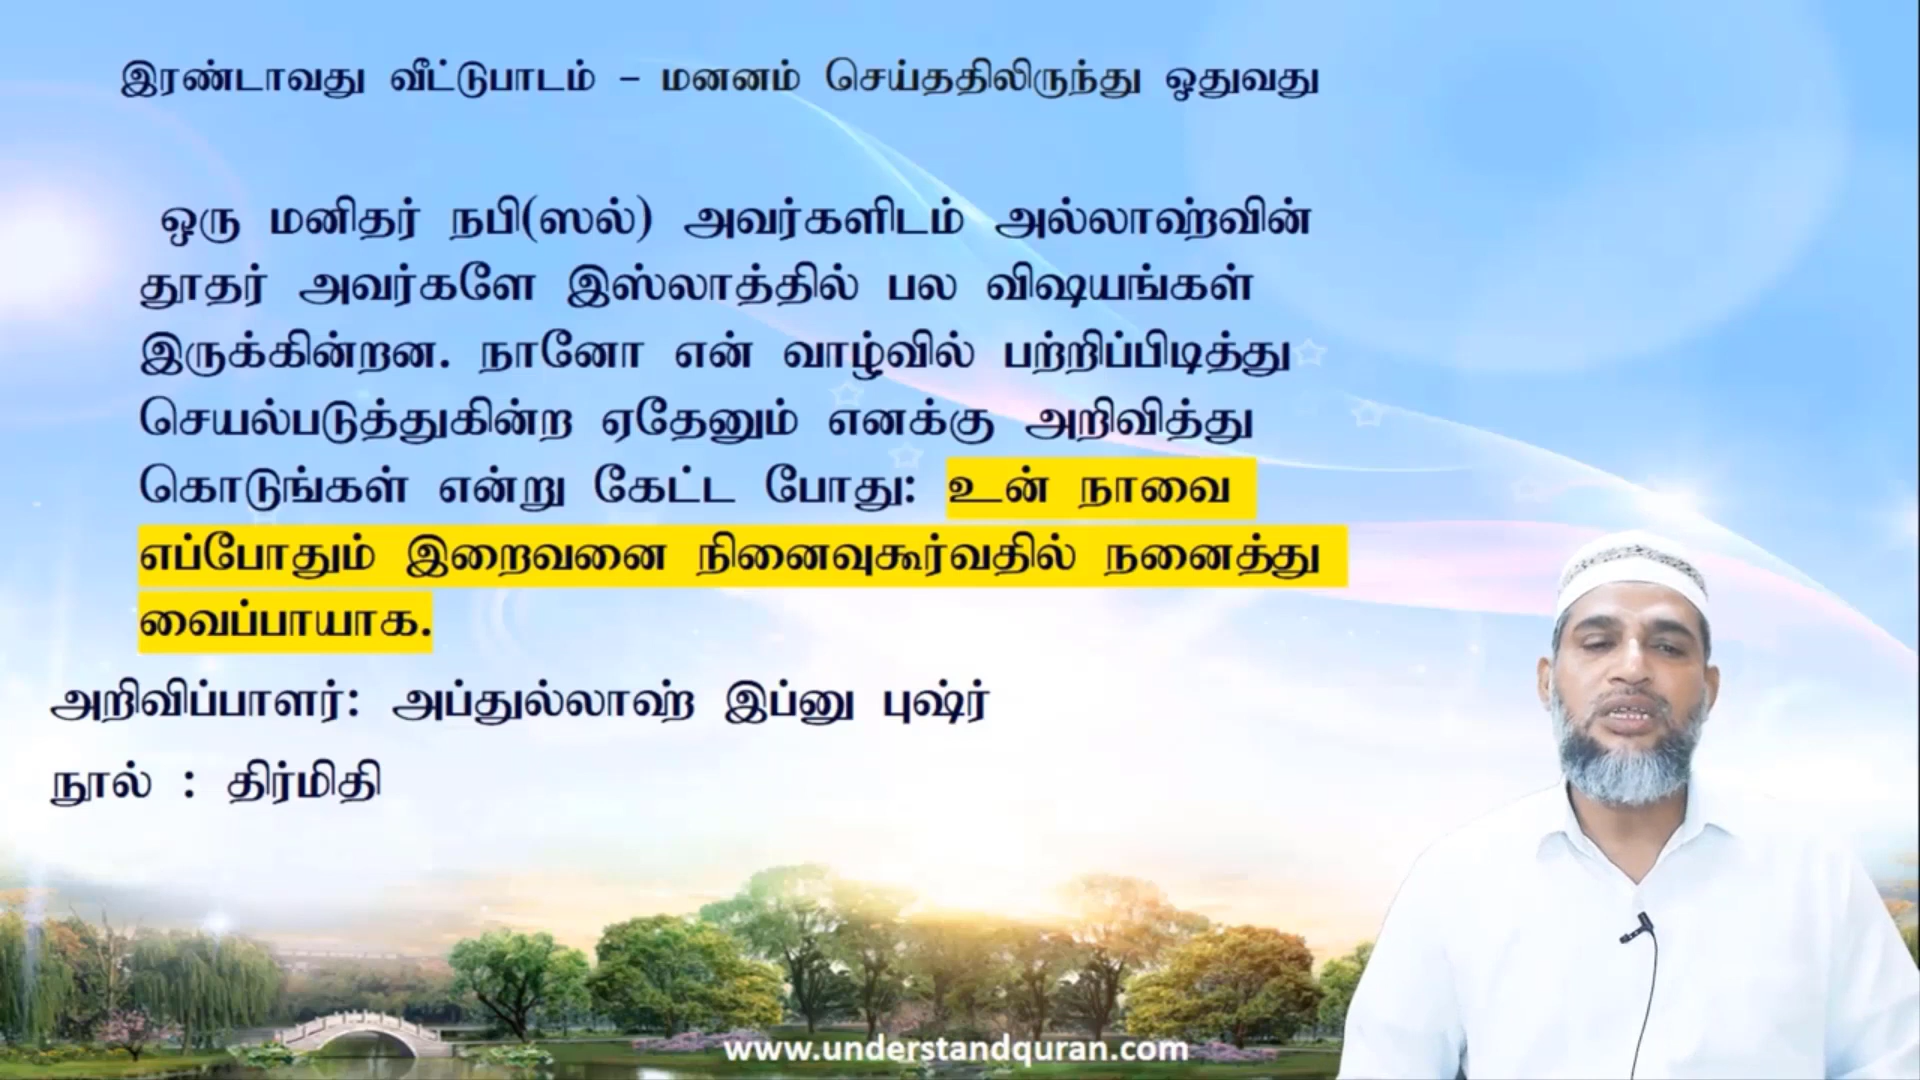 இரண்டாவது வீட்டுபாடம் – மனனம் செய்ததிலிருந்து ஓதுவது
ஒரு மனிதர் நபி(ஸல்) அவர்களிடம் அல்லாஹ்வின்
தூதர் அவர்களே இஸ்லாத்தில் பல விஷயங்கள்
இருக்கின்றன. நானோ என் வாழ்வில் பற்றிப்பிடித்து
செயல்படுத்துகின்ற ஏதேனும் எனக்கு அறிவித்து
கொடுங்கள் என்று கேட்ட போது: உன் நாவை
எப்போதும் இறைவனை நினைவுகூர்வதில் நனைத்து
வைப்பாயாக.
அறிவிப்பாளர்: அப்துல்லாஹ் இப்னு புஷ்ர்
நூல் : திர்மிதி
www.understandquran.com